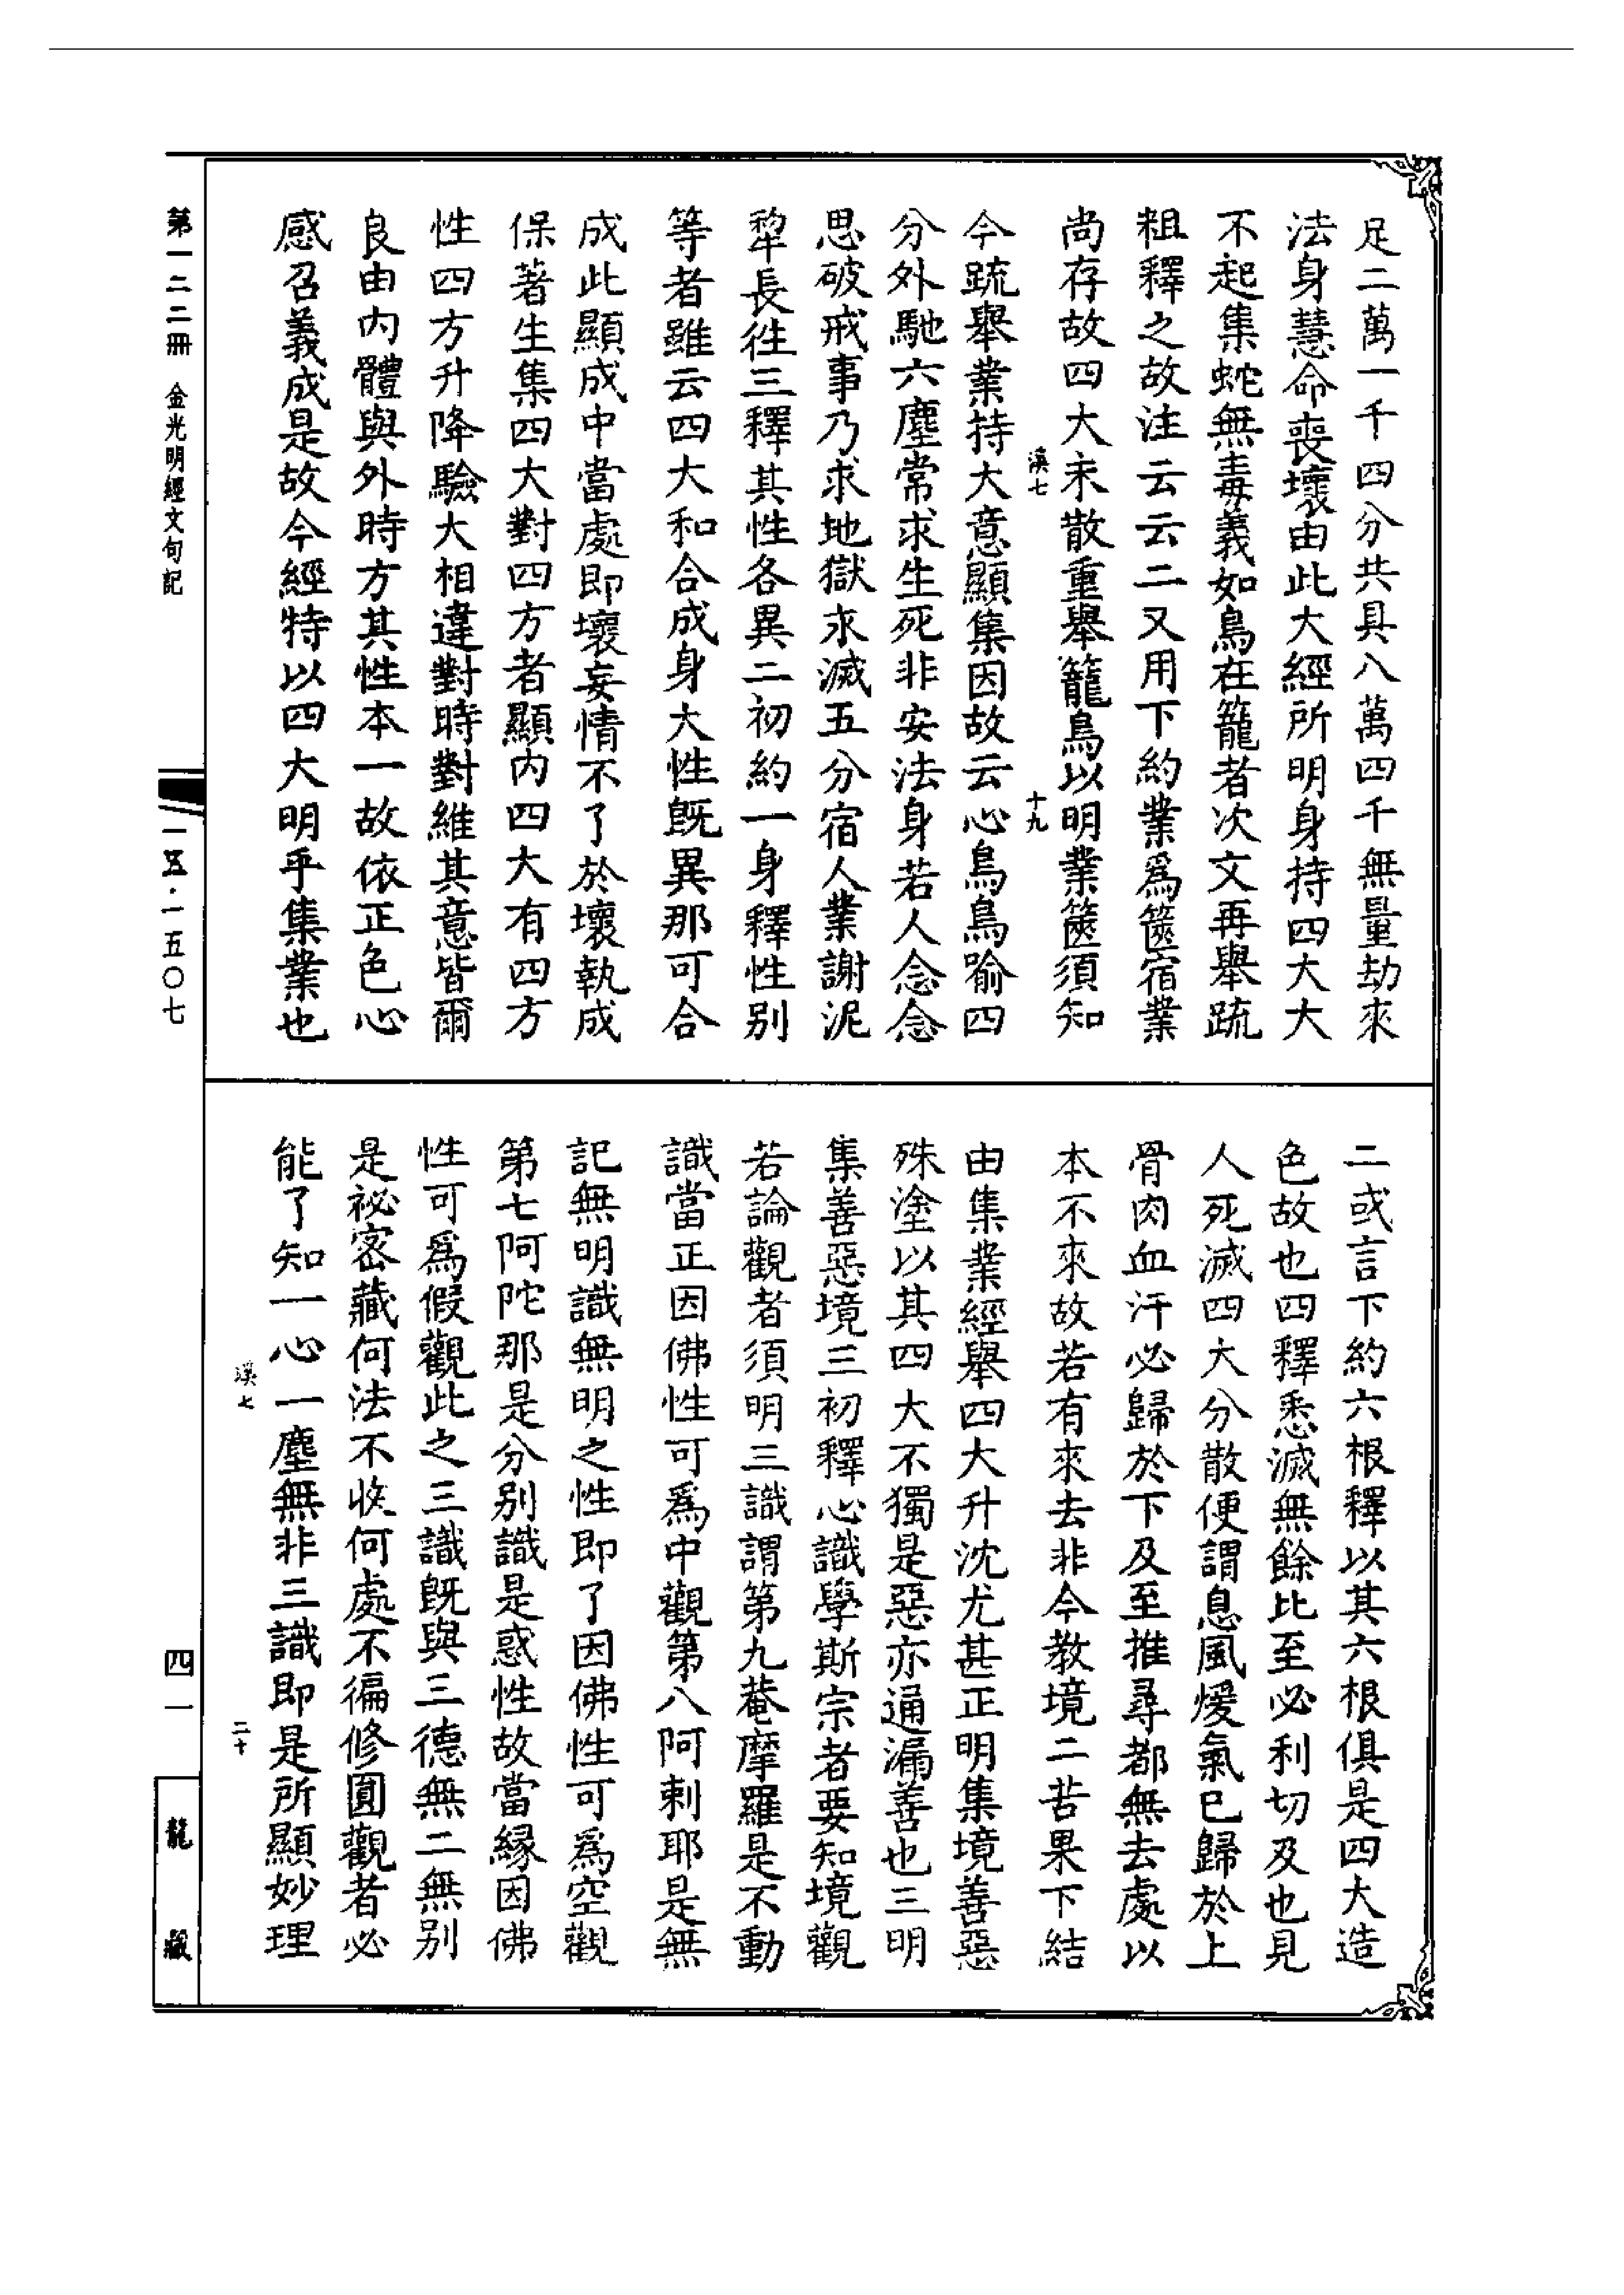 足二萬一千四分共具八萬四千無量劫來
法身慧命喪壞由此大經所明身持四大大
不起集蛇無毒義如鳥在籠者次文再舉䟽
粗釋之故注云云二又用下約業爲篋宿業
尚存故四大未散重舉籠鳥以明業篋須知
溪七
十九
今䟽舉業持大意顯集因故云心鳥鳥喻四
分外馳六塵常求生死非安法身若人念念
思破戒事乃求地獄求滅五分宿人業謝泥
犂長往三釋其性各異二初約一身釋性别
等者雖云四大和合成身大性旣異那可合
成此顯成中當處即壞妄情不了於壞執成
保著生集四大對四方者顯内四大有四方
性四方升降驗大相違對時對維其意皆爾
良由内體與外時方其性本一故依正色心
感召義成是故今經特以四大明乎集業也
二或言下約六根釋以其六根俱是四大造
色故也四釋悉滅無餘比至必利切及也見
人死滅四大分散便謂息風煖氣已歸於上
骨肉血汗必歸於下及至推尋都無去處以
本不來故若有來去非今教境二苦果下結
由集業經舉四大升沈尤甚正明集境善惡
殊塗以其四大不獨是惡亦通漏善也三明
集善惡境三初釋心識學斯宗者要知境觀
若論觀者須明三識謂第九菴摩羅是不動
識當正因佛性可爲中觀第八阿剌耶是無
記無明識無明之性即了因佛性可爲空觀
第七阿陀那是分别識是惑性故當緣因佛
性可爲假觀此之三識旣與三德無二無别
是祕密藏何法不收何處不徧修圓觀者必
能了知一心一塵無非三識即是所顯妙理
溪七
二十
第一二二冊　金光明經文句記
一五·一五〇七
四一
龍藏